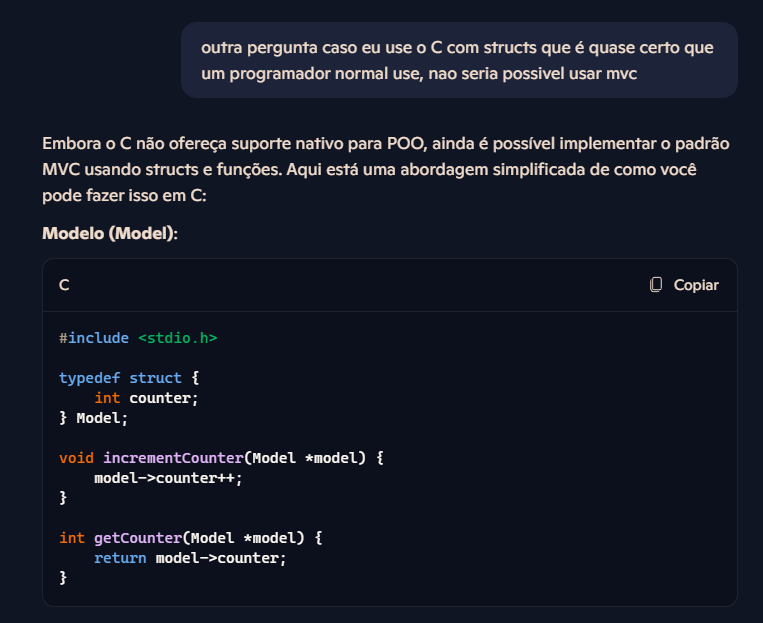 outra pergunta caso eu use o C com structs que é quase certo que
um programador normal use, nao seria possivel usar mvc
Embora o C não ofereça suporte nativo para POO, ainda é possível implementar o padrão
MVC usando structs e funções. Aqui está uma abordagem simplificada de como você
pode fazer isso em C:
Modelo (Model):
C
Copiar
#include <stdio.h>
typedef struct {
    int counter;
} Model;
void incrementCounter(Model *model) {
    model->counter++;
}
int getCounter(Model *model) {
    return model->counter;
}